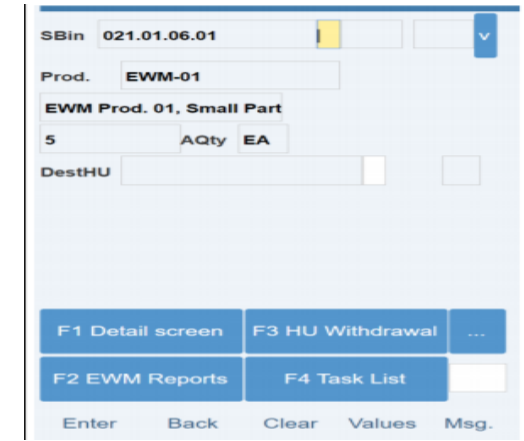 SBin 021.01.06.01 v
Prod. EWM-01
EWM Prod. 01, Small Part
5 AQty EA
DestHU
F1 Detail screen F3 HU Withdrawal ...
F2 EWM Reports F4 Task List
Enter Back Clear Values Msg.